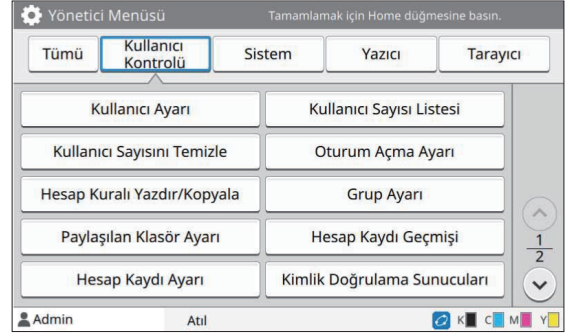 Yönetici Menüsü
Tamamlamak için Home düğmesine basın.
Tümü
Kullanıcı
Kontrolü
Sistem
Yazıcı
Tarayıcı
Kullanıcı Ayarı
Kullanıcı Sayısı Listesi
Kullanıcı Sayısını Temizle
Oturum Açma Ayarı
Hesap Kuralı Yazdır/Kopyala
Grup Ayarı
Paylaşılan Klasör Ayarı
Hesap Kaydı Geçmişi
1
2
Hesap Kaydı Ayarı
Kimlik Doğrulama Sunucuları
Admin
Atıl
K C M Y